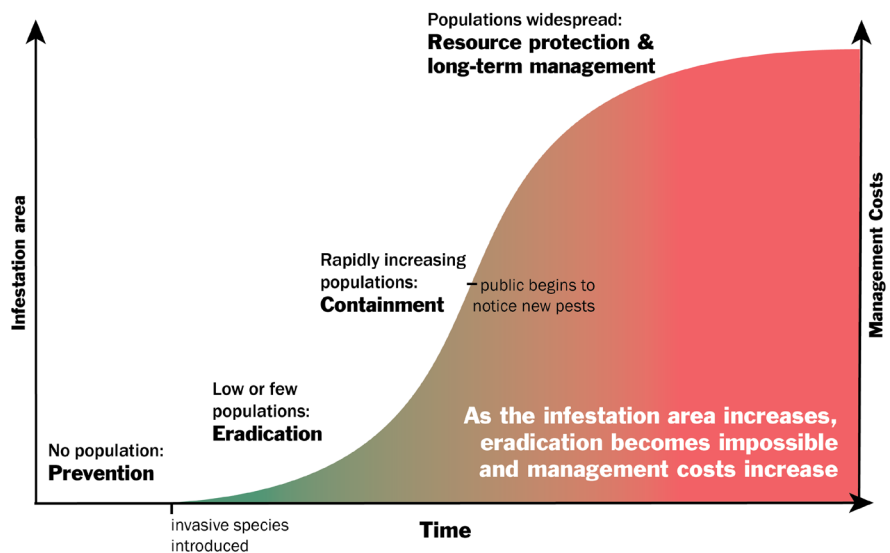 Populations widespread:
Resource protection &
long-term management
Infestation area
Management Costs
Rapidly increasing
populations:
Containment
public begins to
notice new pests
Low or few
populations:
Eradication
No population:
Prevention
As the infestation area increases,
eradication becomes impossible
and management costs increase
invasive species
introduced
Time